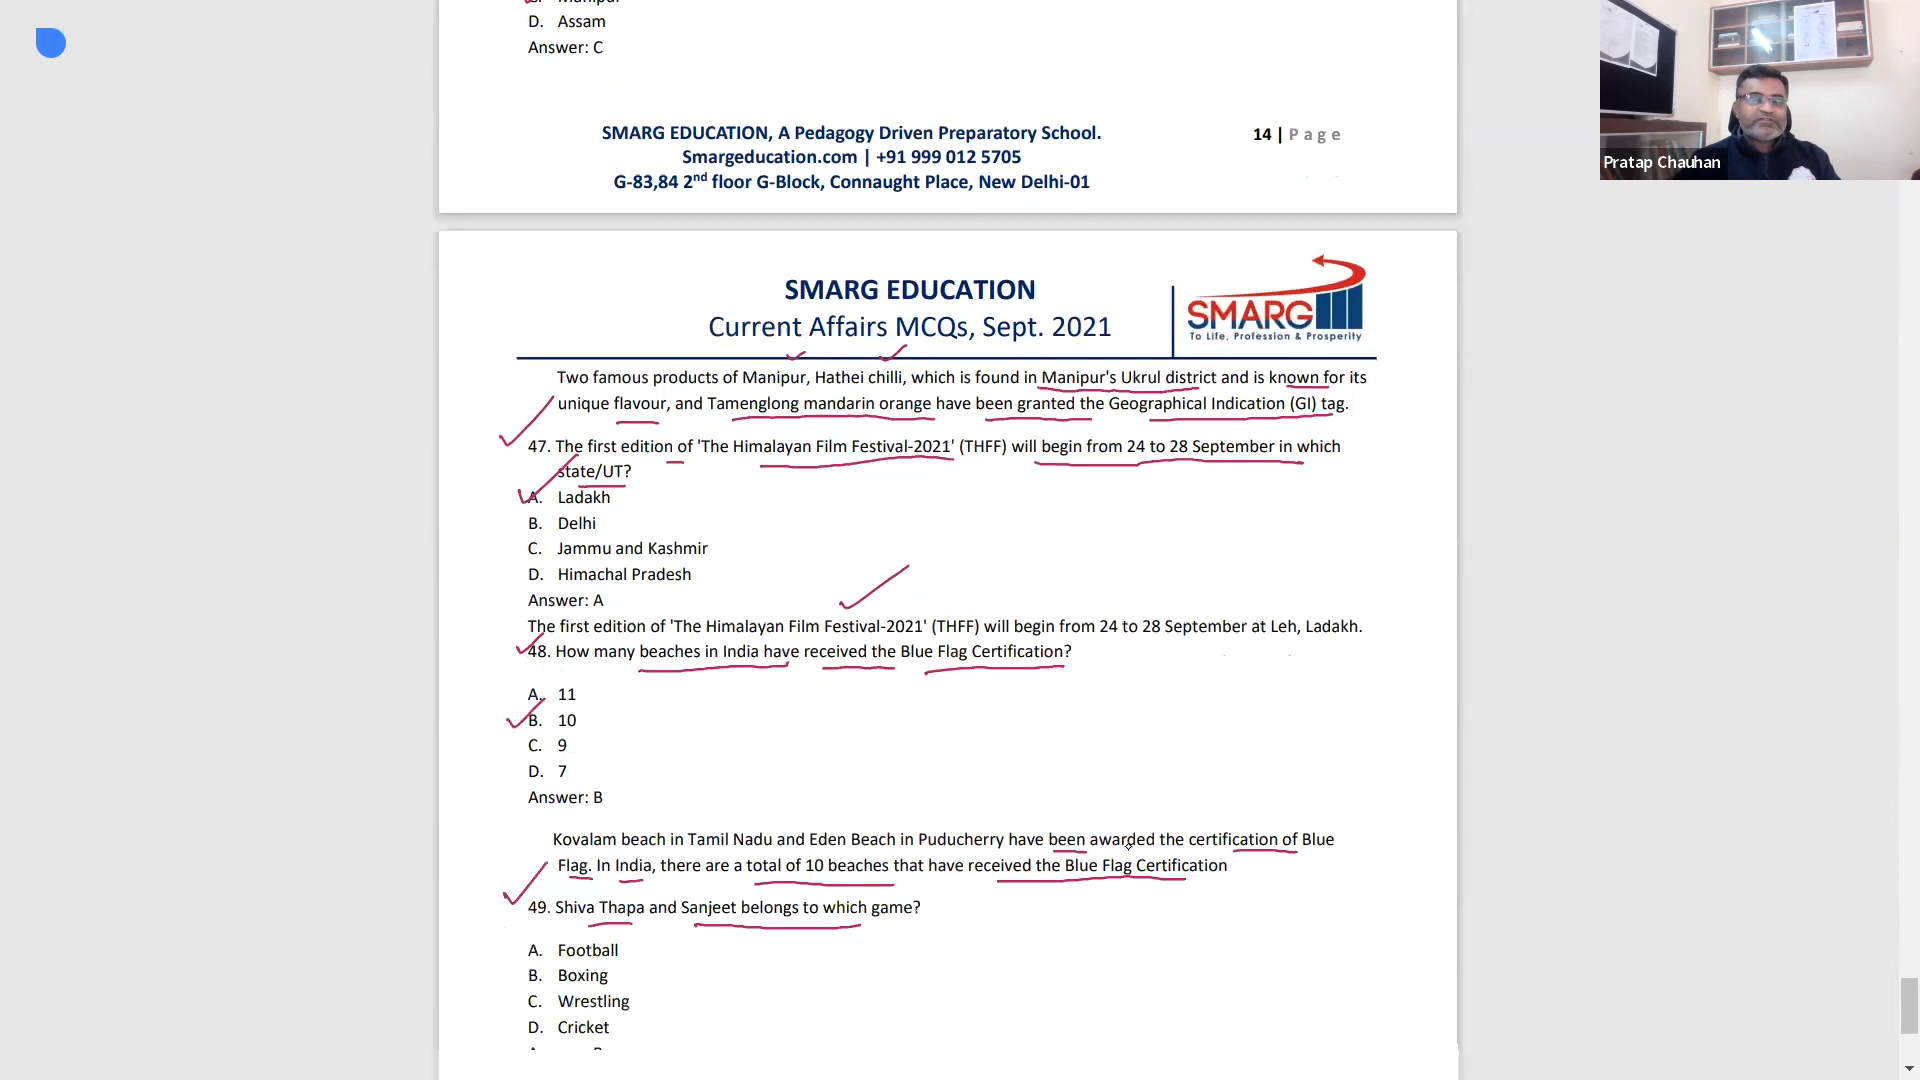 D. Assam
Answer: C
SMARG EDUCATION, A Pedagogy Driven Preparatory School.
Smargeducation.com | +91 999 012 5705
G-83,84 2nd floor G-Block, Connaught Place, New Delhi-01
14 | Page
Pratap Chauhan
SMARG EDUCATION
Current Affairs MCQs, Sept. 2021
SMARG
To Life, Profession & Prosperity
Two famous products of Manipur, Hathei chilli, which is found in Manipur's Ukrul district and is known for its
unique flavour, and Tamenglong mandarin orange have been granted the Geographical Indication (GI) tag.
47. The first edition of 'The Himalayan Film Festival-2021' (THFF) will begin from 24 to 28 September in which
state/UT?
A. Ladakh
B. Delhi
C. Jammu and Kashmir
D. Himachal Pradesh
Answer: A
The first edition of 'The Himalayan Film Festival-2021' (THFF) will begin from 24 to 28 September at Leh, Ladakh.
48. How many beaches in India have received the Blue Flag Certification?
A. 11
B. 10
C. 9
D. 7
Answer: B
Kovalam beach in Tamil Nadu and Eden Beach in Puducherry have been awarded the certification of Blue
Flag. In India, there are a total of 10 beaches that have received the Blue Flag Certification
49. Shiva Thapa and Sanjeet belongs to which game?
A. Football
B. Boxing
C. Wrestling
D. Cricket